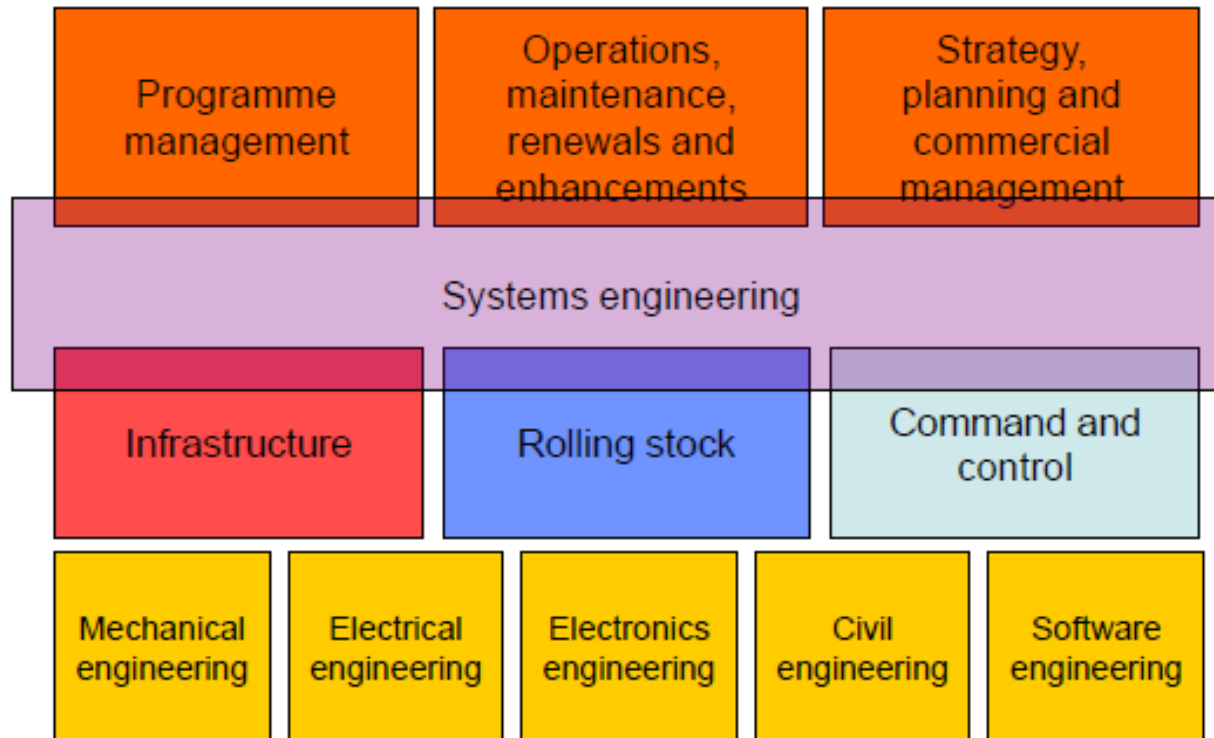 Programme
management
Operations,
maintenance,
renewals and
enhancements
Strategy,
planning and
commercial
management
Systems engineering
Infrastructure
Rolling stock
Command and
control
Mechanical
engineering
Electrical
engineering
Electronics
engineering
Civil
engineering
Software
engineering